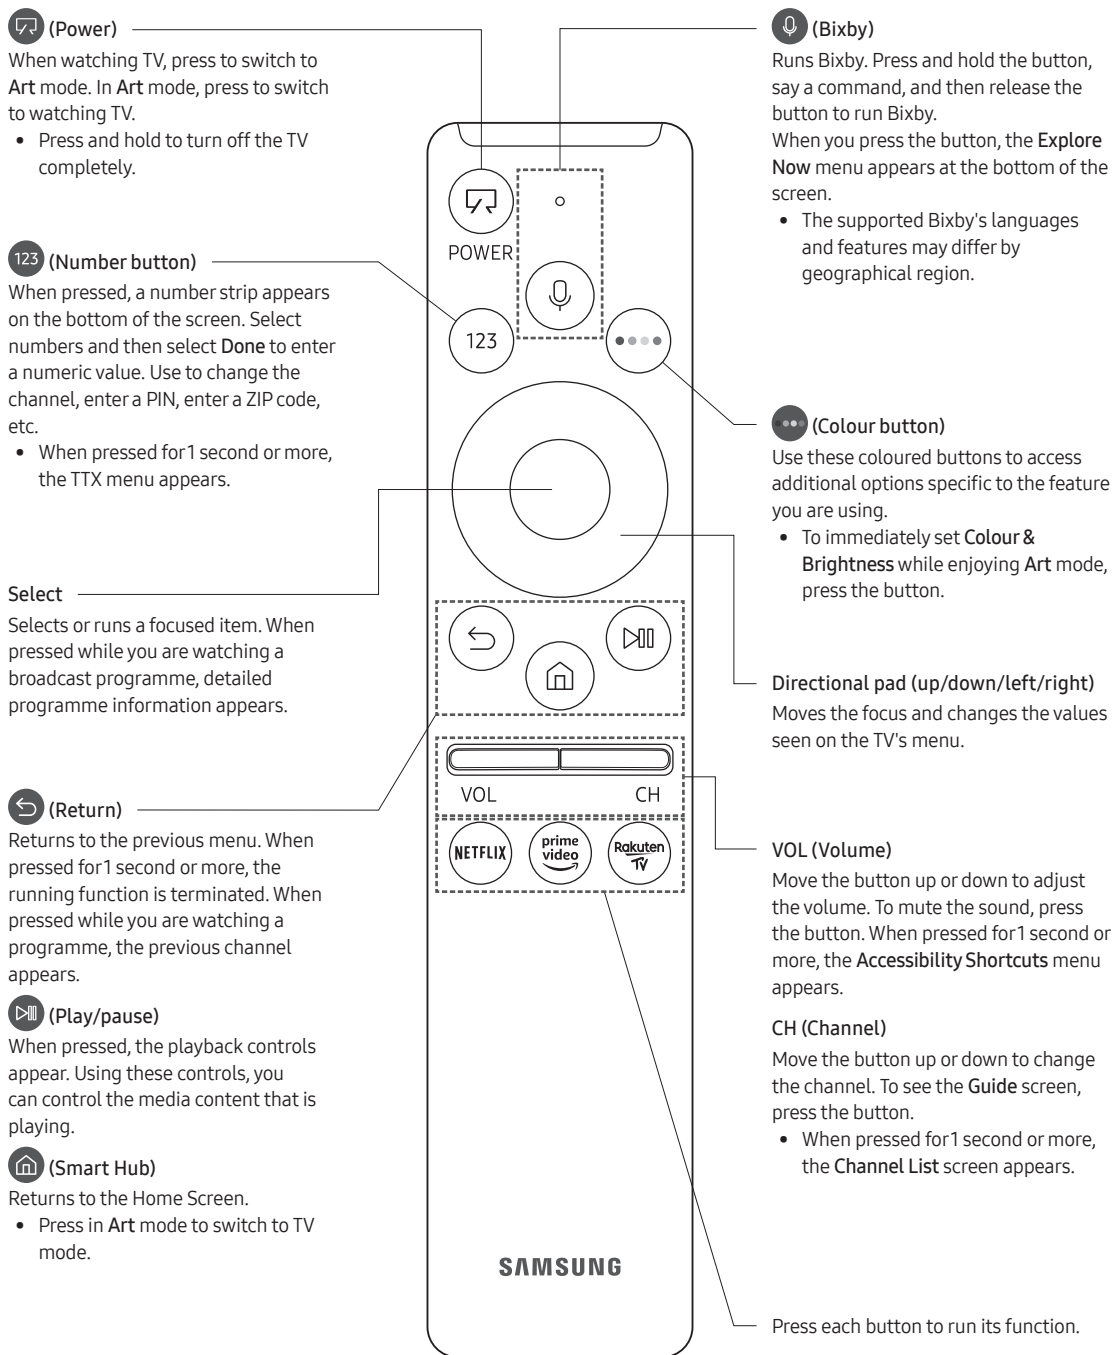 (Power)
When watching TV, press to switch to
Art mode. In Art mode, press to switch
to watching TV.
• Press and hold to turn off the TV
completely.
123 (Number button)
When pressed, a number strip appears
on the bottom of the screen. Select
numbers and then select Done to enter
a numeric value. Use to change the
channel, enter a PIN, enter a ZIP code,
etc.
• When pressed for 1 second or more,
the TTX menu appears.
Select
Selects or runs a focused item. When
pressed while you are watching a
broadcast programme, detailed
programme information appears.
(Return)
Returns to the previous menu. When
pressed for 1 second or more, the
running function is terminated. When
pressed while you are watching a
programme, the previous channel
appears.
(Play/pause)
When pressed, the playback controls
appear. Using these controls, you
can control the media content that is
playing.
(Smart Hub)
Returns to the Home Screen.
• Press in Art mode to switch to TV
mode.
POWER
123
VOL CH
NETFLIX
prime
video
Rakuten
TV
SAMSUNG
(Bixby)
Runs Bixby. Press and hold the button,
say a command, and then release the
button to run Bixby.
When you press the button, the Explore
Now menu appears at the bottom of the
screen.
• The supported Bixby's languages
and features may differ by
geographical region.
(Colour button)
Use these coloured buttons to access
additional options specific to the feature
you are using.
• To immediately set Colour &
Brightness while enjoying Art mode,
press the button.
Directional pad (up/down/left/right)
Moves the focus and changes the values
seen on the TV's menu.
VOL (Volume)
Move the button up or down to adjust
the volume. To mute the sound, press
the button. When pressed for 1 second or
more, the Accessibility Shortcuts menu
appears.
CH (Channel)
Move the button up or down to change
the channel. To see the Guide screen,
press the button.
• When pressed for 1 second or more,
the Channel List screen appears.
Press each button to run its function.